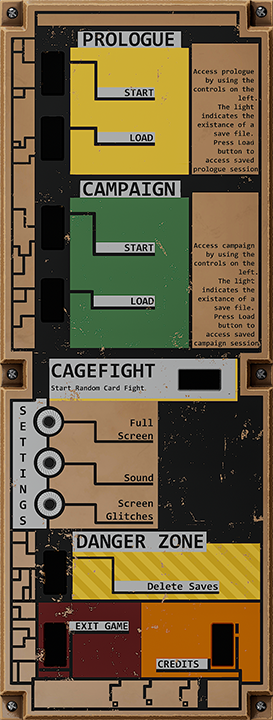 PROLOGUE
START
LOAD
Access prologue
by using the
controls on the
left.
The light
indicates the
existance of a
save file.
Press Load
button to
access saved
prologue session
CAMPAIGN
START
LOAD
Access campaign
by using the
controls on the
left.
The light
indicates the
existance of a
save file.
Press Load
button to
access saved
campaign session
CAGEFIGHT
Start Random Card Fight
SETTINGS
Full
Screen
Sound
Screen
Glitches
DANGER ZONE
Delete Saves
EXIT GAME
CREDITS